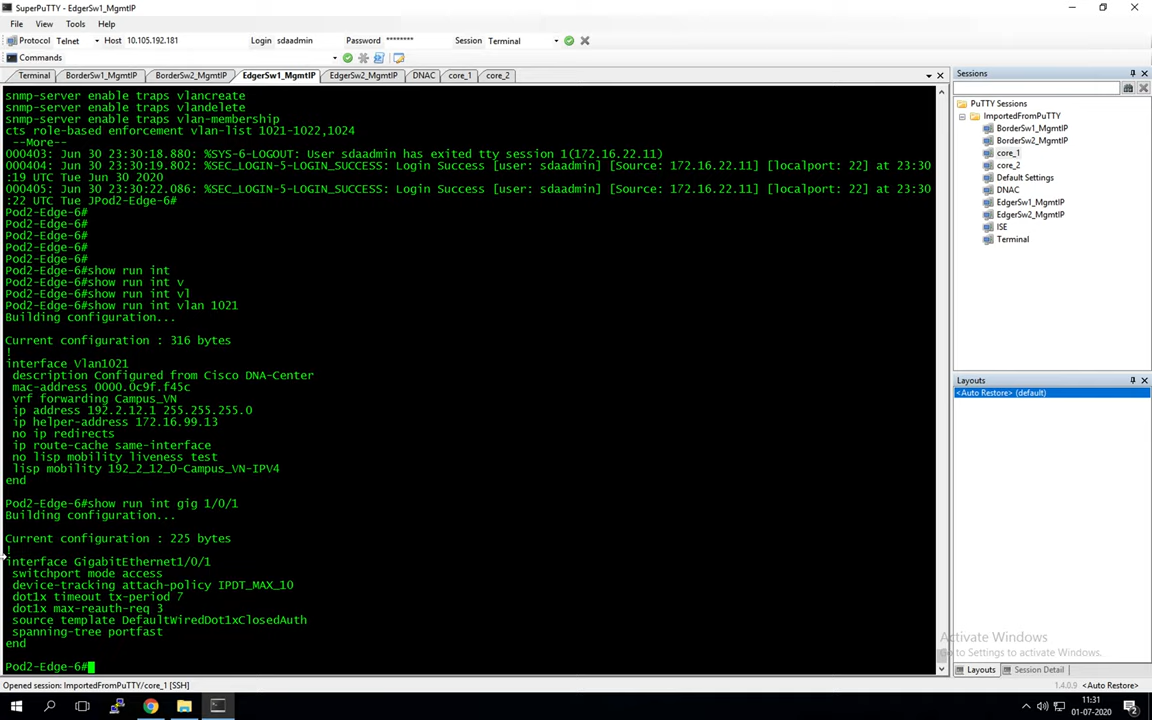 SuperPuTTY - EdgerSw1_MgmtIP
File View Tools Help
Protocol Telnet Host 10.105.192.181 Login sdaadmin Password ******** Session Terminal
Commands
Terminal BorderSw1_MgmtIP BorderSw2_MgmtIP EdgerSw1_MgmtIP EdgerSw2_MgmtIP DNAC core_1 core_2
snmp-server enable traps vlancreate
snmp-server enable traps vlandelete
snmp-server enable traps vlan-membership
cts role-based enforcement vlan-list 1021-1022,1024
--More--
000403: Jun 30 23:30:18.880: %SYS-6-LOGOUT: User sdaadmin has exited tty session 1(172.16.22.11)
000404: Jun 30 23:30:19.802: %SEC_LOGIN-5-LOGIN_SUCCESS: Login Success [user: sdaadmin] [Source: 172.16.22.11] [localport: 22] at 23:30
:19 UTC Tue Jun 30 2020
000405: Jun 30 23:30:22.086: %SEC_LOGIN-5-LOGIN_SUCCESS: Login Success [user: sdaadmin] [Source: 172.16.22.11] [localport: 22] at 23:30
:22 UTC Tue JPod2-Edge-6#
Pod2-Edge-6#
Pod2-Edge-6#
Pod2-Edge-6#
Pod2-Edge-6#
Pod2-Edge-6#
Pod2-Edge-6#show run int
Pod2-Edge-6#show run int v
Pod2-Edge-6#show run int vl
Pod2-Edge-6#show run int vlan 1021
Building configuration...
Current configuration : 316 bytes
!
interface Vlan1021
description Configured from Cisco DNA-Center
mac-address 0000.0c9f.f45c
vrf forwarding Campus_VN
ip address 192.2.12.1 255.255.255.0
ip helper-address 172.16.99.13
no ip redirects
ip route-cache same-interface
no lisp mobility liveness test
lisp mobility 192_2_12_0-Campus_VN-IPV4
end
Pod2-Edge-6#show run int gig 1/0/1
Building configuration...
Current configuration : 225 bytes
!
interface GigabitEthernet1/0/1
switchport mode access
device-tracking attach-policy IPDT_MAX_10
dot1x timeout tx-period 7
dot1x max-reauth-req 3
source template DefaultWiredDot1xClosedAuth
spanning-tree portfast
end
Pod2-Edge-6#
Sessions
PuTTY Sessions
ImportedFromPuTTY
BorderSw1_MgmtIP
BorderSw2_MgmtIP
core_1
core_2
Default Settings
DNAC
EdgerSw1_MgmtIP
EdgerSw2_MgmtIP
ISE
Terminal
Layouts
<Auto Restore> (default)
Activate Windows
Go to Settings to activate Windows.
Layouts Session Detail
Opened session: ImportedFromPuTTY/core_1 [SSH] 1.4.0.9 <Auto Restore>
11:31
01-07-2020
2